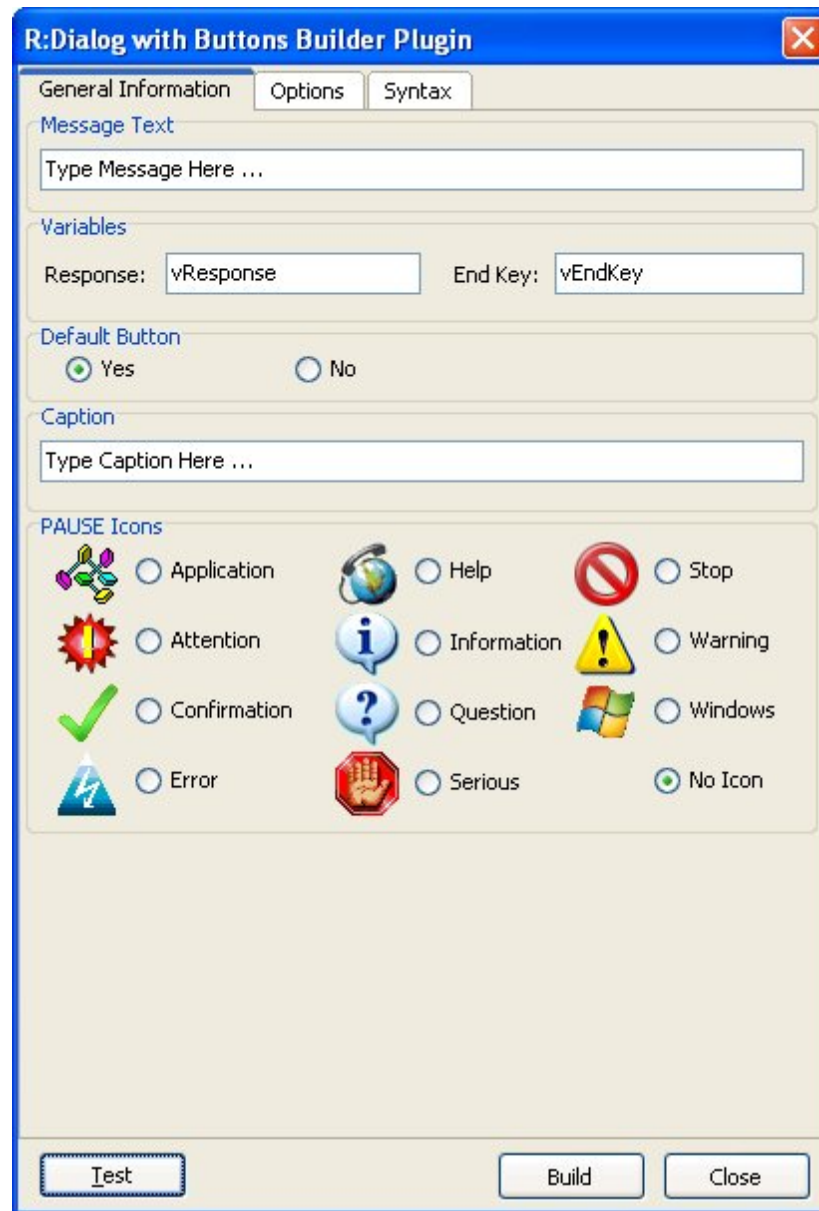 R:Dialog with Buttons Builder Plugin
General Information Options Syntax
Message Text
Type Message Here ...
Variables
Response: vResponse End Key: vEndKey
Default Button
Yes No
Caption
Type Caption Here ...
PAUSE Icons
Application Help Stop
Attention Information Warning
Confirmation Question Windows
Error Serious No Icon
Test Build Close